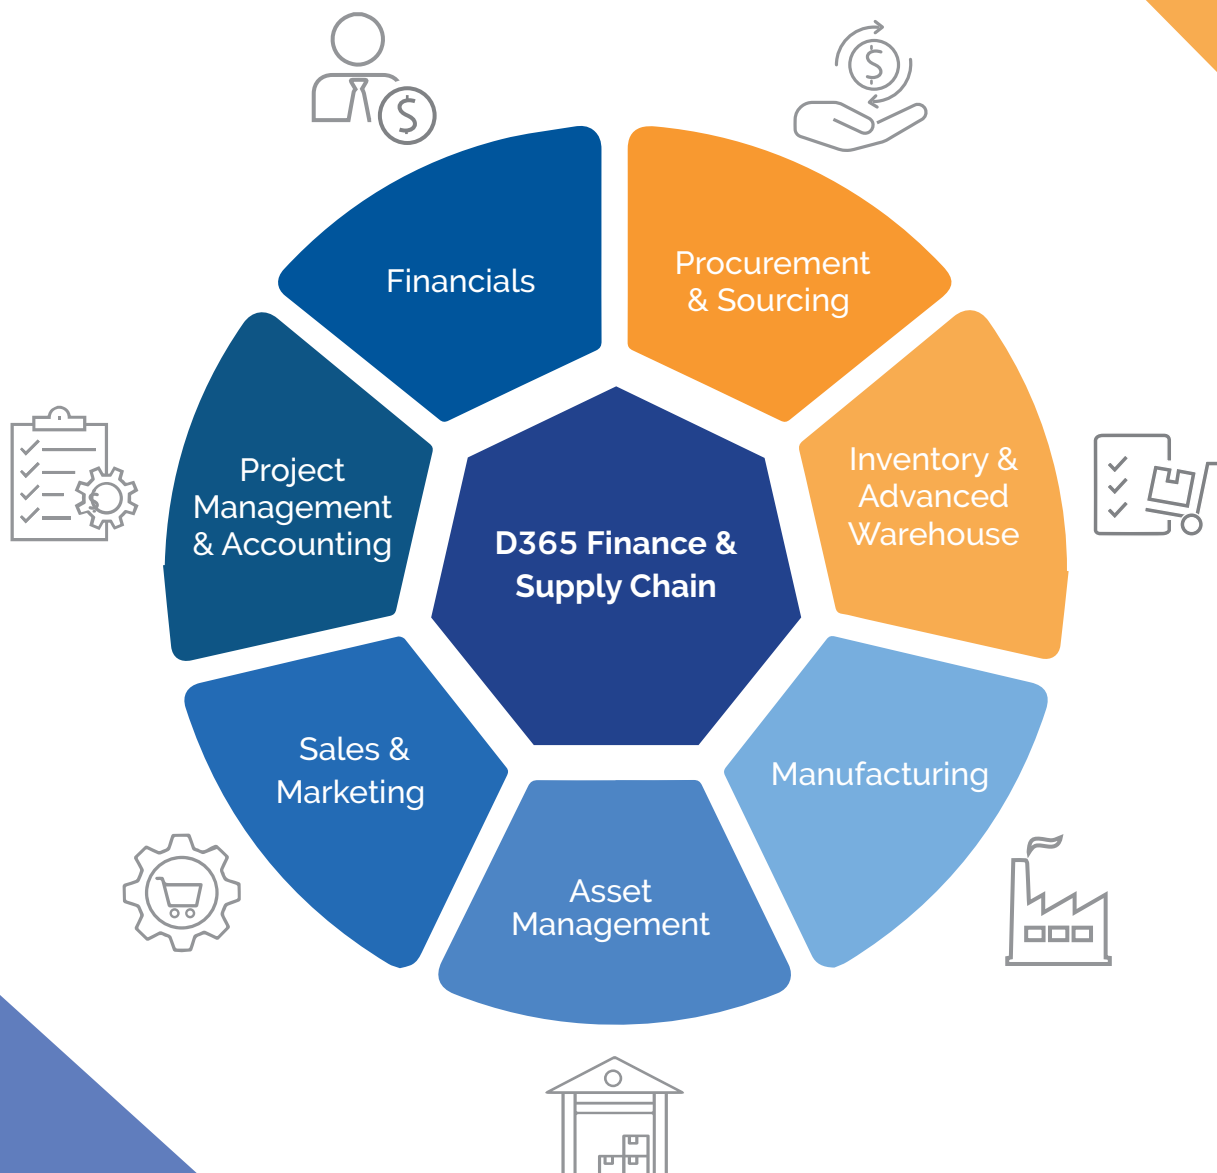 Financials
Procurement
& Sourcing
Inventory &
Advanced
Warehouse
Manufacturing
Asset
Management
Sales &
Marketing
Project
Management
& Accounting
D365 Finance &
Supply Chain
$
$
$